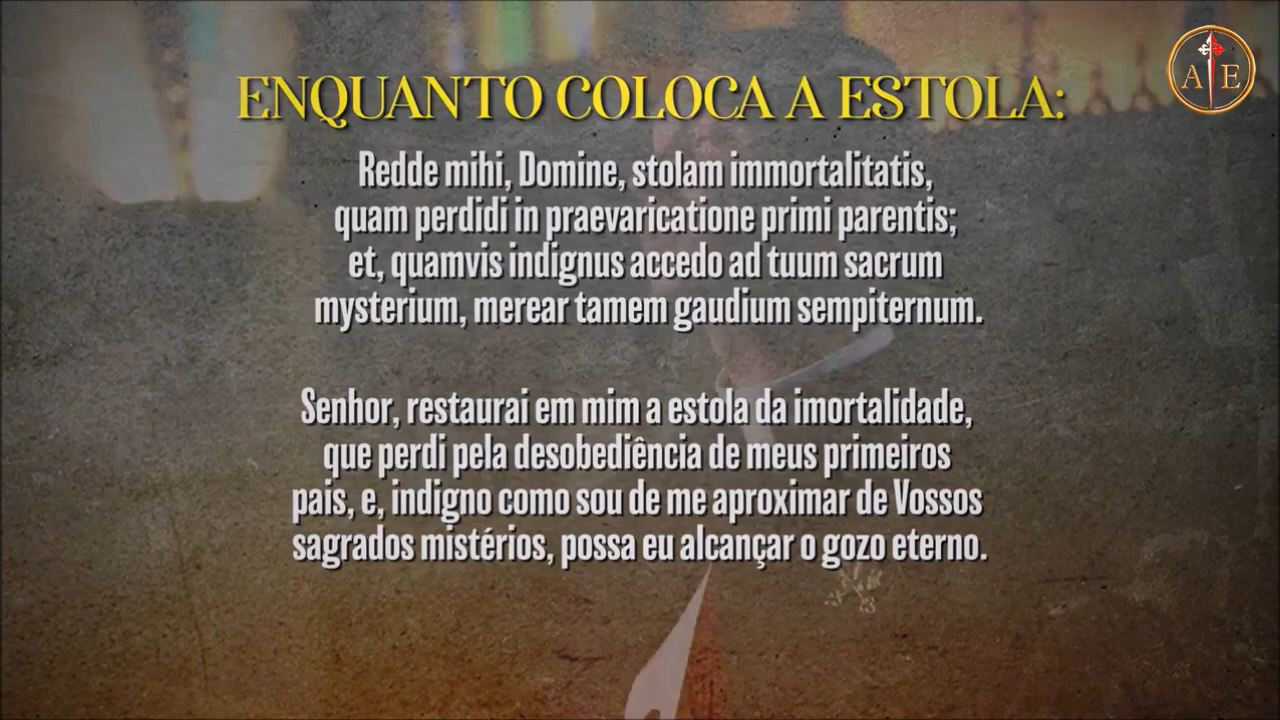 ENQUANTO COLOCA A ESTOLA:
A E
Redde mihi, Domine, stolam immortalitatis,
quam perdidi in praevaricatione primi parentis;
et, quamvis indignus accedo ad tuum sacrum
mysterium, merear tamem gaudium sempiternum.
Senhor, restaurai em mim a estola da imortalidade,
que perdi pela desobediência de meus primeiros
pais, e, indigno como sou de me aproximar de Vossos
sagrados mistérios, possa eu alcançar o gozo eterno.